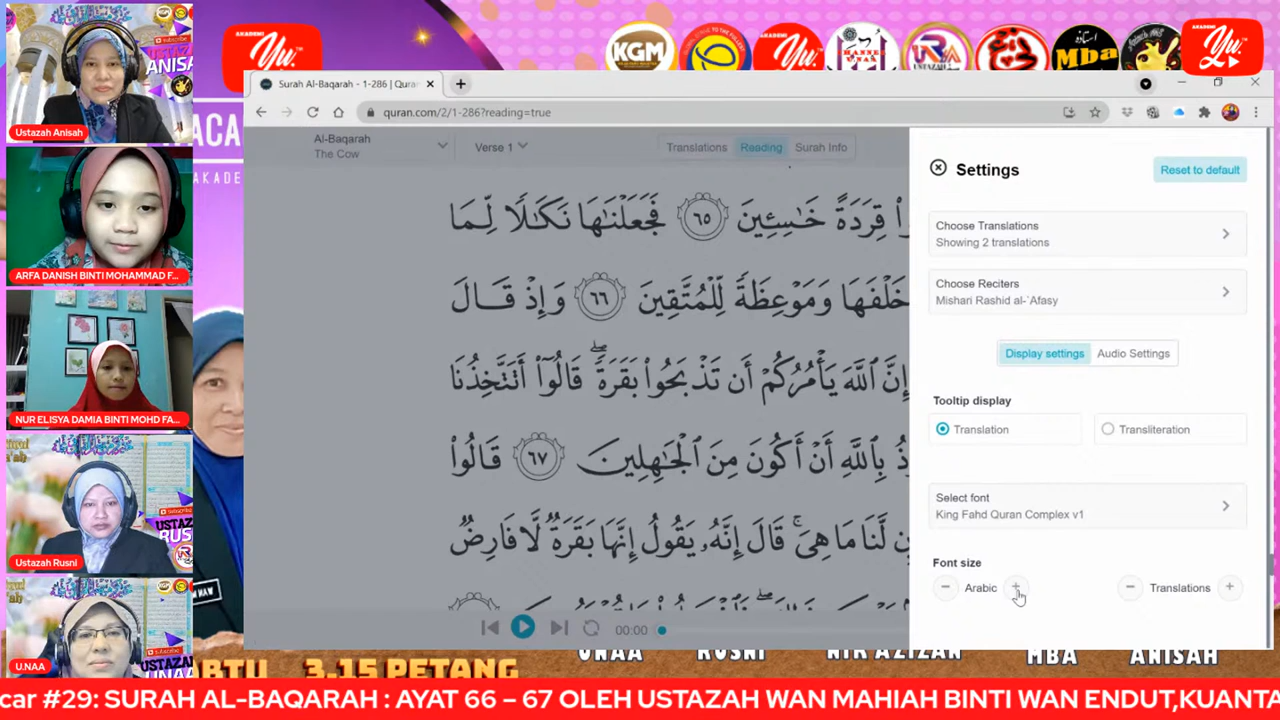 Ustazah Anisah
ARFA DANISH BINTI MOHAMMAD F...
NUR ELISYA DAMIA BINTI MOHD FA...
Ustazah Rusni
U.NAA
AKADEMI
Yu
KGM
URA
Mba
AKADEMI
Yu
Surah Al-Baqarah - 1-286 | Qura
quran.com/2/1-286?reading=true
Al-Baqarah
The Cow
Verse 1
Translations
Reading
Surah Info
قِرَدَةً خَـٰسِـِٔينَ ٦٥ فَجَعَلْنَـٰهَا نَكَـٰلًا لِّمَا
خَلْفَهَا وَمَوْعِظَةً لِّلْمُتَّقِينَ ٦٦ وَإِذْ قَالَ
إِنَّ ٱللَّهَ يَأْمُرُكُمْ أَن تَذْبَحُوا۟ بَقَرَةً ۖ قَالُوٓا۟ أَتَتَّخِذُنَا
بِٱللَّهِ أَنْ أَكُونَ مِنَ ٱلْجَـٰهِلِينَ ٦٧ قَالُوا۟
لَّنَا مَا هِىَ ۚ قَالَ إِنَّهُۥ يَقُولُ إِنَّهَا بَقَرَةٌ لَّا فَارِضٌ
00:00
Settings
Reset to default
Choose Translations
Showing 2 translations
Choose Reciters
Mishari Rashid al-`Afasy
Display settings
Audio Settings
Tooltip display
Translation
Transliteration
Select font
King Fahd Quran Complex v1
Font size
Arabic
Translations
3.15 PETANG
UNAA
RUSNI
NIK AZIZAN
MBA
ANISAH
car #29: SURAH AL-BAQARAH : AYAT 66 – 67 OLEH USTAZAH WAN MAHIAH BINTI WAN ENDUT,KUANTA